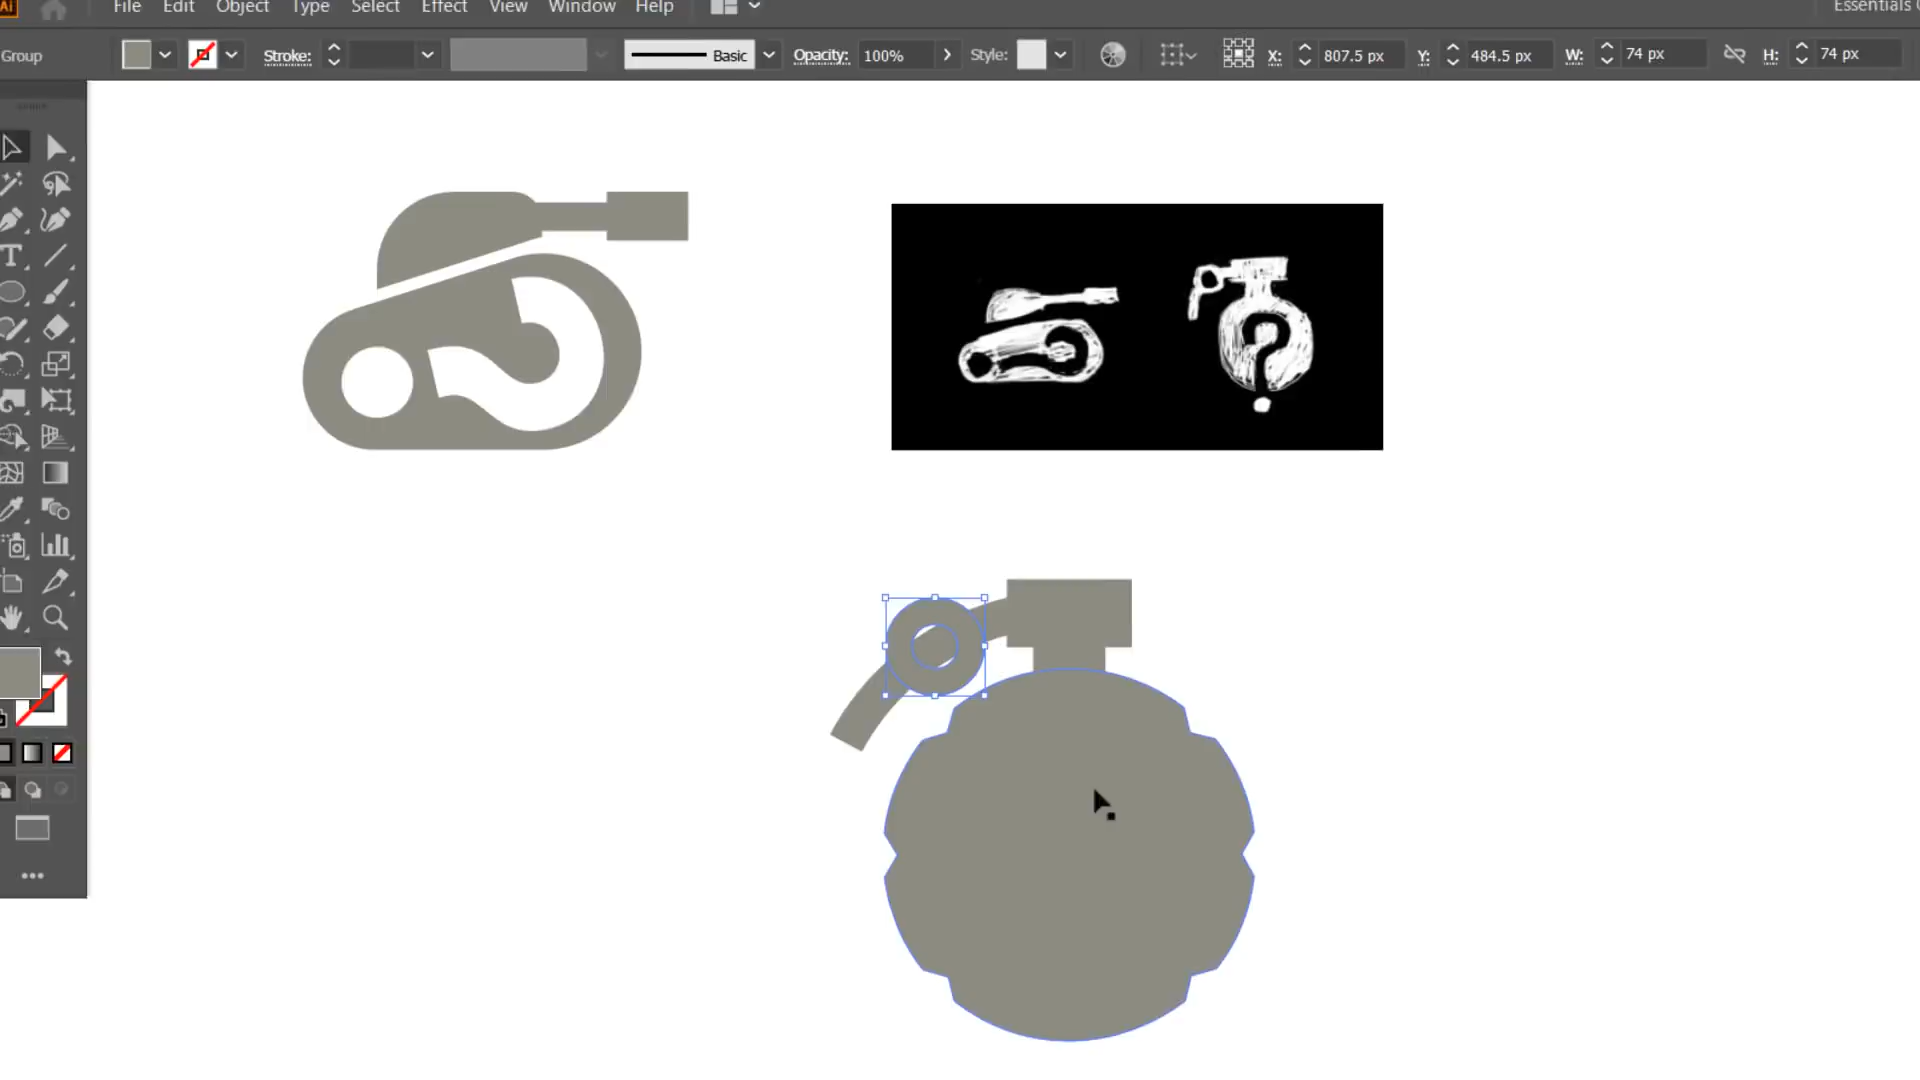 Ai File Edit Object Type Select Effect View Window Help Essentials
Group Stroke: Basic Opacity: 100% Style: X: 807.5 px Y: 484.5 px W: 74 px H: 74 px